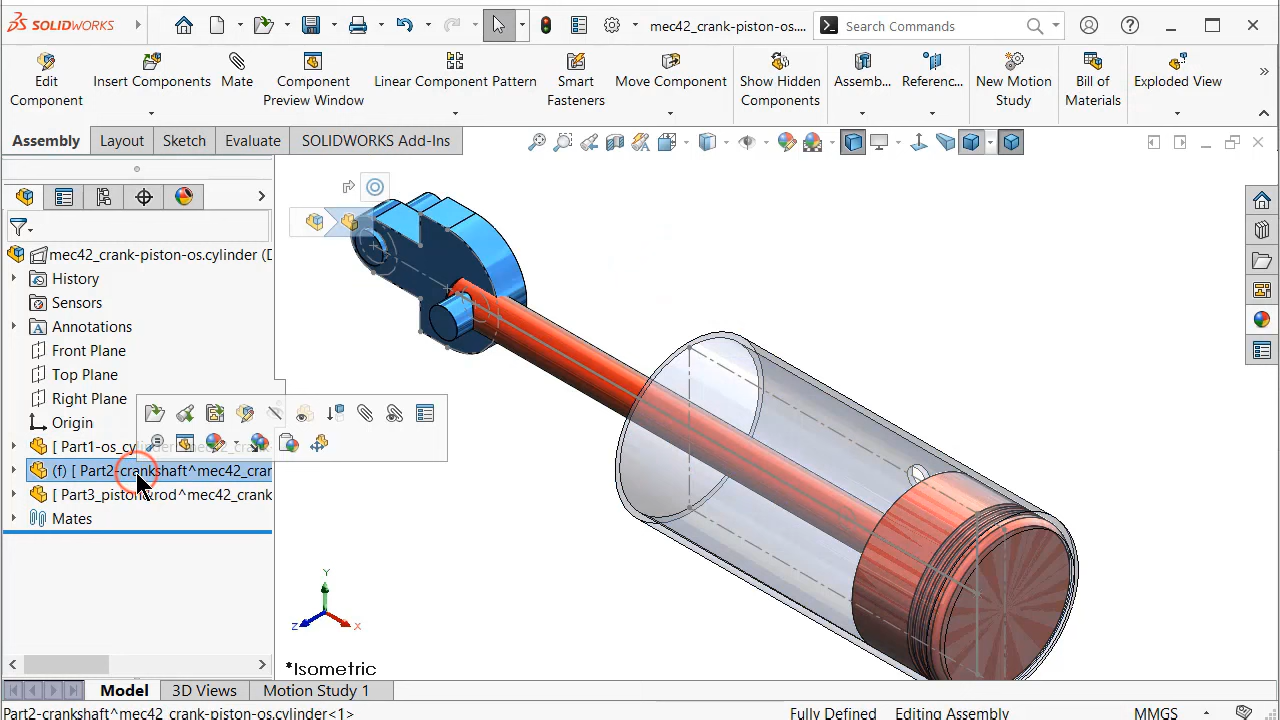 SOLIDWORKS
mec42_crank-piston-os....
Search Commands
Edit Component
Insert Components
Mate
Component Preview Window
Linear Component Pattern
Smart Fasteners
Move Component
Show Hidden Components
Assemb...
Referenc...
New Motion Study
Bill of Materials
Exploded View
Assembly
Layout
Sketch
Evaluate
SOLIDWORKS Add-Ins
mec42_crank-piston-os.cylinder (D
History
Sensors
Annotations
Front Plane
Top Plane
Right Plane
Origin
[ Part1-os_cy
(f) [ Part2-crankshaft^mec42_cran
[ Part3_piston
rod^mec42_crank
Mates
Y
Z
X
*Isometric
Model
3D Views
Motion Study 1
Part2-crankshaft^mec42_crank-piston-os.cylinder<1>
Fully Defined
Editing Assembly
MMGS